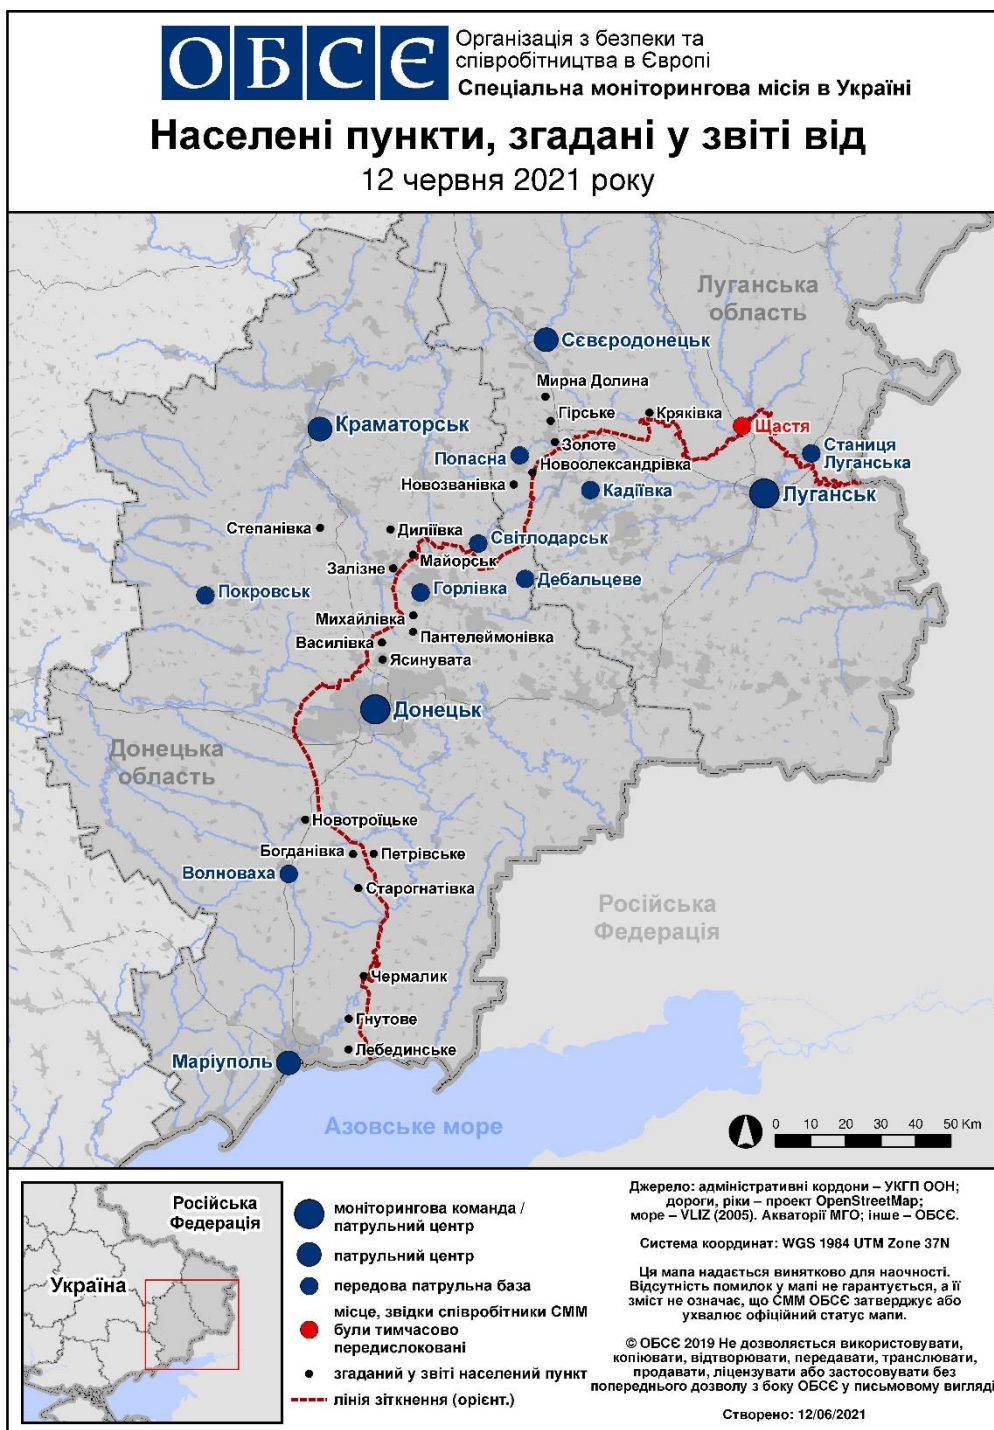 ОБСЄ
Організація з безпеки та
співробітництва в Європі
Спеціальна моніторингова місія в Україні
Населені пункти, згадані у звіті від
12 червня 2021 року
Луганська
область
Сєвєродонецьк
Мирна Долина
Гірське
Кряківка
Щастя
Краматорськ
Золоте
Станиця
Луганська
Попасна
Новоолександрівка
Новозванівка
Кадіївка
Луганськ
Степанівка
Диліївка
Світлодарськ
Майорськ
Залізне
Дебальцеве
Покровськ
Горлівка
Михайлівка
Пантелеймонівка
Василівка
Ясинувата
Донецьк
Донецька
область
Новотроїцьке
Богданівка
Петрівське
Волноваха
Старогнатівка
Російська
Федерація
Чермалик
Гнутове
Лебединське
Маріуполь
Азовське море
0 10 20 30 40 50 Km
Російська
Федерація
Україна
моніторингова команда /
патрульний центр
патрульний центр
передова патрульна база
місце, звідки співробітники СММ
були тимчасово
передислоковані
згаданий у звіті населений пункт
лінія зіткнення (орієнт.)
Джерело: адміністративні кордони – УКГП ООН;
дороги, ріки – проект OpenStreetMap;
море – VLIZ (2005). Акваторії МГО; інше – ОБСЄ.
Система координат: WGS 1984 UTM Zone 37N
Ця мапа надається винятково для наочності.
Відсутність помилок у мапі не гарантується, а її
зміст не означає, що СММ ОБСЄ затверджує або
ухвалює офіційний статус мапи.
© ОБСЄ 2019 Не дозволяється використовувати,
копіювати, відтворювати, передавати, транслювати,
продавати, ліцензувати або застосовувати без
попереднього дозволу з боку ОБСЄ у письмовому вигляді
Створено: 12/06/2021